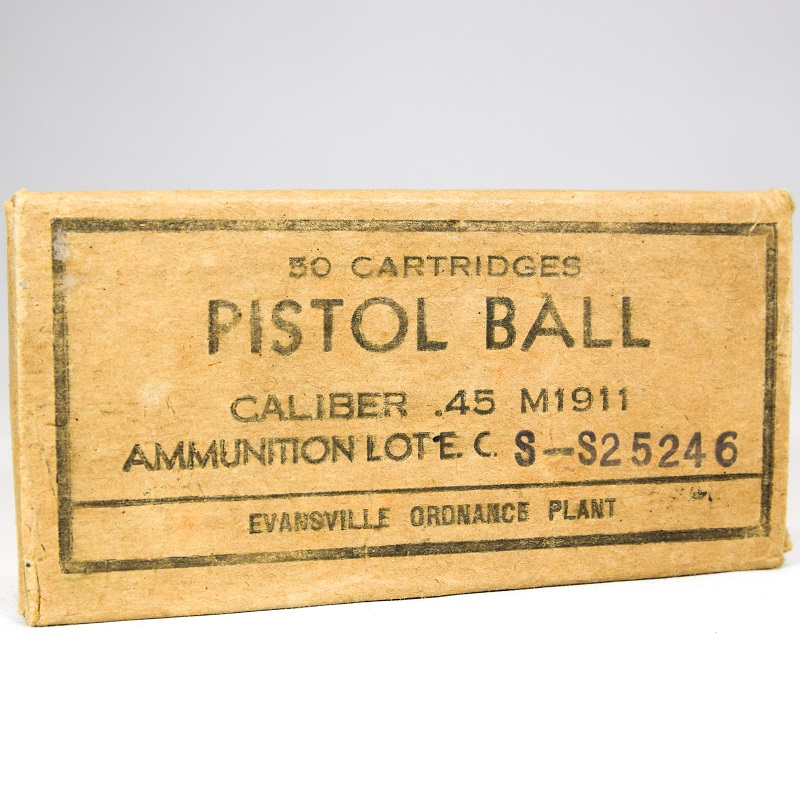 50 CARTRIDGES
PISTOL BALL
CALIBER .45 M1911
AMMUNITION LOT E. C. S-S25246
EVANSVILLE ORDNANCE PLANT